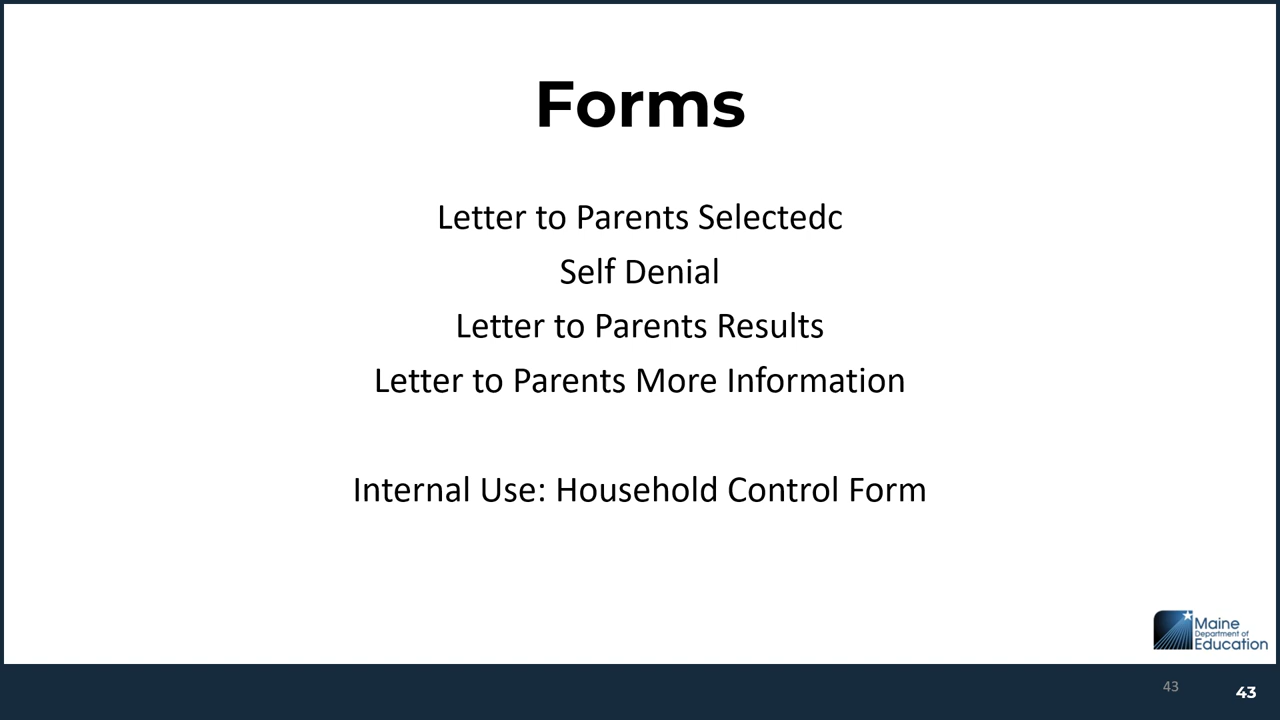 Forms
Letter to Parents Selectedc
Self Denial
Letter to Parents Results
Letter to Parents More Information
Internal Use: Household Control Form
Maine
Department of
Education
43
43